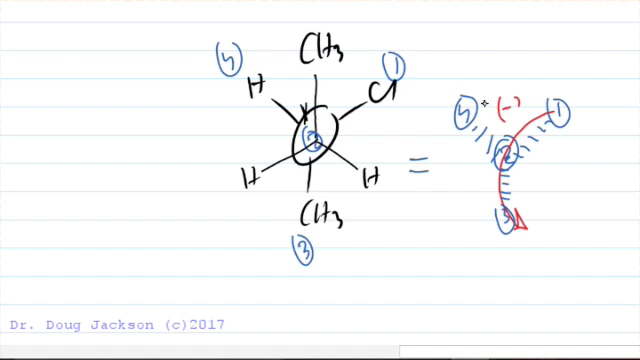 CH3
④ H Cl ①
②
H H
CH3
③
=
④ (-) ①
②
③
Dr. Doug Jackson (c)2017